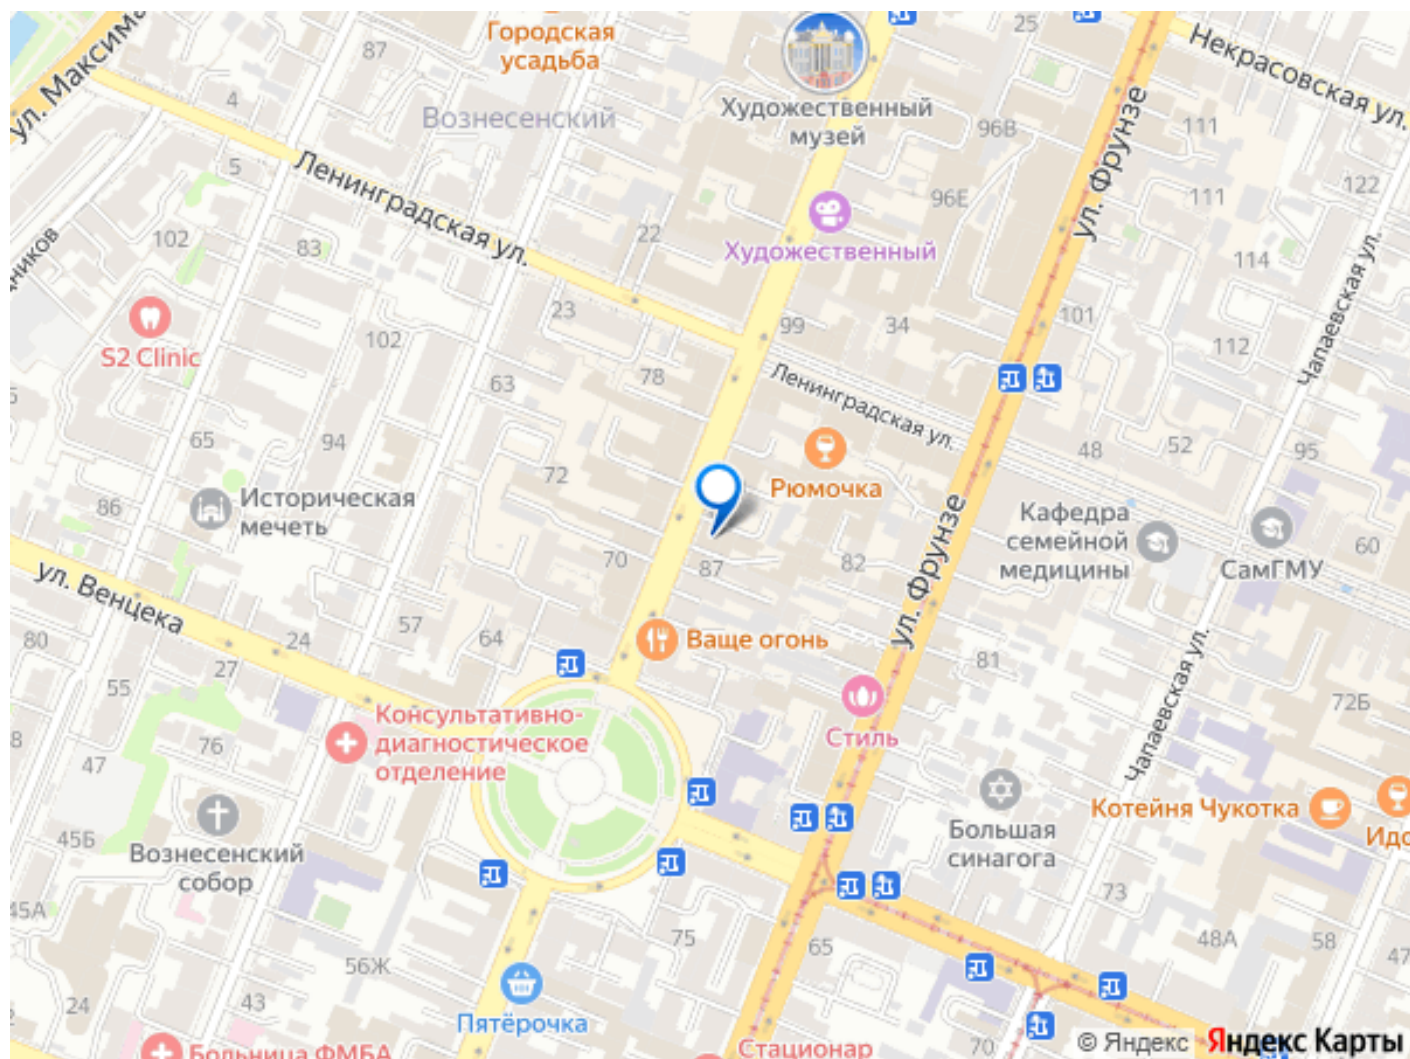 Городская
усадьба
25
87
ул. Максима
Некрасовская ул.
4
Вознесенский
Художественный
музей
96В
111
ул. Фрунзе
5
Ленинградская ул.
122
96Е
111
102
83
22
Художественный
114
Чапаевская ул.
S2 Clinic
23
102
99
34
101
112
63
78
Ленинградская ул.
65
94
72
Рюмочка
48
52
95
86
Историческая
мечеть
Кафедра
семейной
медицины
СамГМУ
60
ул. Венцека
70
87
82
ул. Фрунзе
80
24
57
64
Ваще огонь
81
Чапаевская ул.
27
55
72Б
Консультативно-
диагностическое
отделение
76
47
Стиль
45Б
Вознесенский
собор
Большая
синагога
Котейня Чукотка
73
45А
75
65
48А
58
47
56Ж
24
43
Пятёрочка
Больница ФМБА
Стационар
70
© Яндекс Яндекс Карты